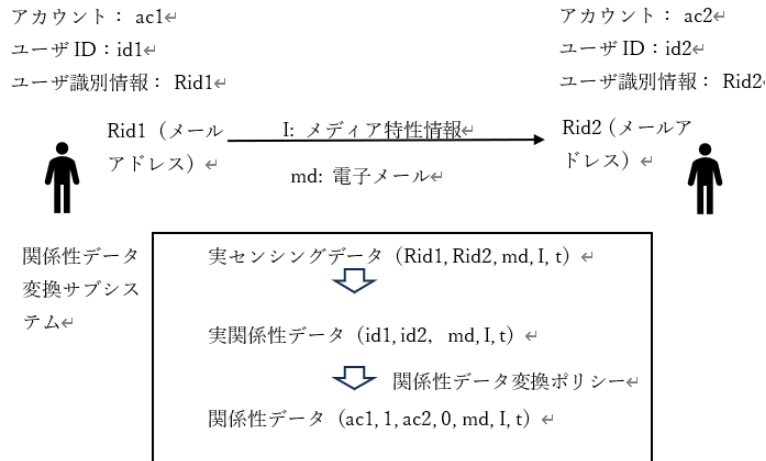 アカウント： ac1↵
ユーザID：id1↵
ユーザ識別情報： Rid1↵
アカウント： ac2↵
ユーザID：id2↵
ユーザ識別情報： Rid2↵
Rid1（メール
アドレス）↵
I: メディア特性情報↵
md: 電子メール↵
Rid2（メールア
ドレス）↵
関係性データ
変換サブシス
テム↵
実センシングデータ（Rid1, Rid2, md, I, t）↵
実関係性データ（id1, id2， md, I, t）↵
関係性データ変換ポリシー↵
関係性データ（ac1, 1, ac2, 0, md, I, t）↵